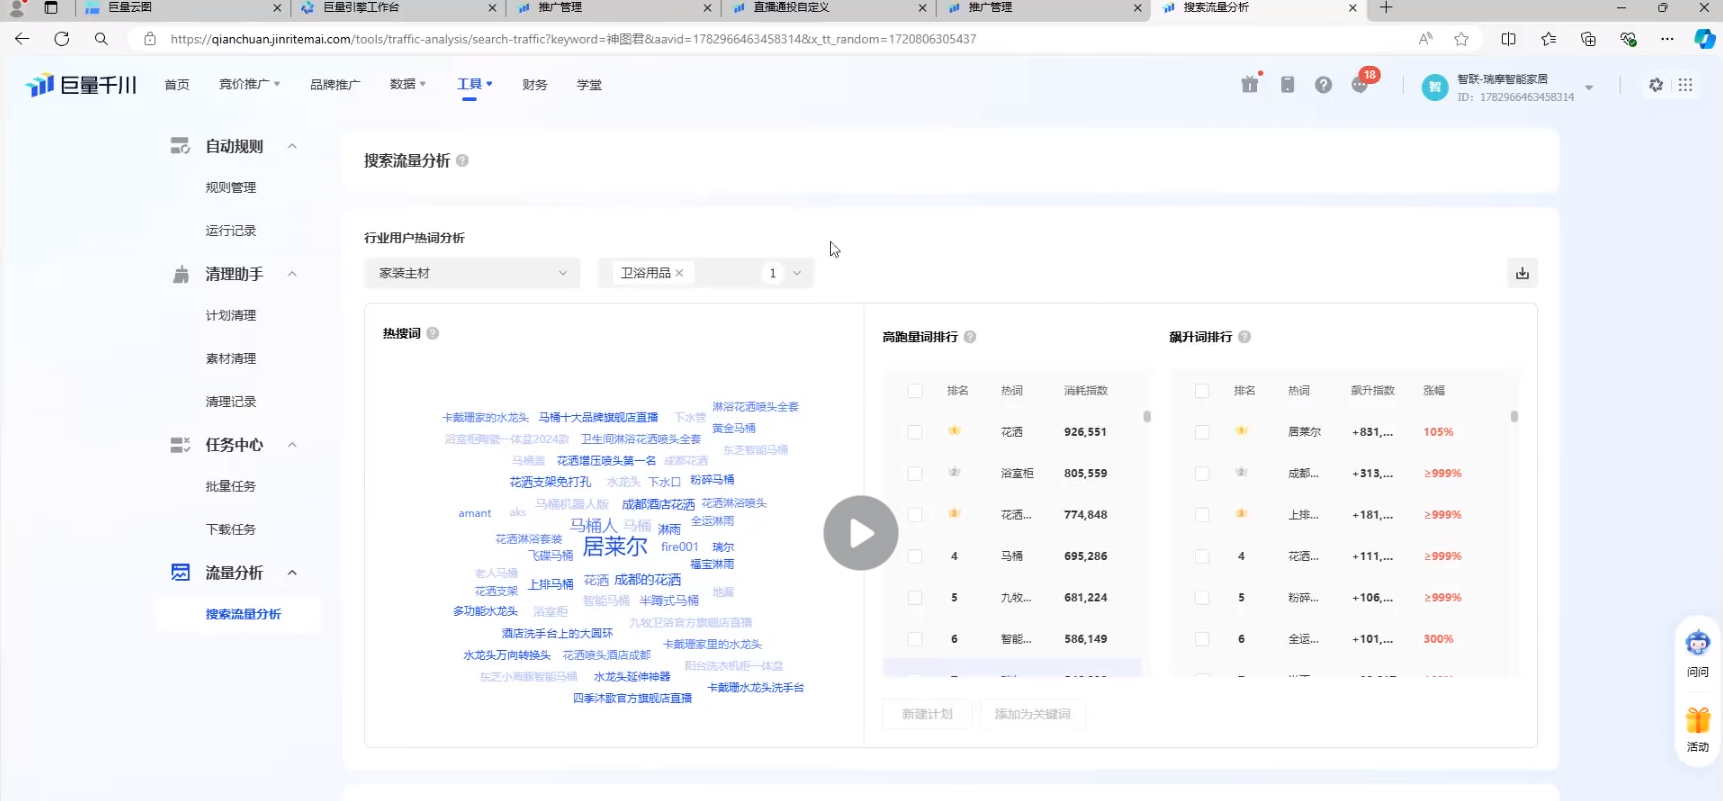 巨量云图
巨量引擎工作台
推广管理
直播通投自定义
推广管理
搜索流量分析
https://qianchuan.jinritemai.com/tools/traffic-analysis/search-traffic?keyword=神图君&aavid=1782966463458314&x_tt_random=1720806305437
巨量千川
首页
竞价推广
品牌推广
数据
工具
财务
学堂
18
智
智联-瑞摩智能家居
ID: 1782966463458314
自动规则
规则管理
运行记录
清理助手
计划清理
素材清理
清理记录
任务中心
批量任务
下载任务
流量分析
搜索流量分析
搜索流量分析
行业用户热词分析
家装主材
卫浴用品
1
热搜词
淋浴花洒喷头全套
卡戴珊家的水龙头 马桶十大品牌旗舰店直播 下水管
黄金马桶
浴室柜陶瓷一体盆2024款 卫生间淋浴花洒喷头全套
东芝智能马桶
马桶盖 花洒增压喷头第一名 成都花洒
花洒支架免打孔 水龙头 下水口 粉碎马桶
马桶机器人版 成都酒店花洒 花洒淋浴喷头
amant aks 马桶人 马桶 淋雨 全运淋雨
花洒淋浴套装 居莱尔 fire001 瑞尔
飞碟马桶 福宝淋雨
老人马桶 上排马桶 花洒 成都的花洒
花洒支架 智能马桶 半蹲式马桶 地漏
多功能水龙头 浴室柜
九牧卫浴官方旗舰店直播
酒店洗手台上的大圆环 卡戴珊家里的水龙头
水龙头万向转换头 花洒喷头酒店成都
阳台洗衣机柜一体盆
东芝小海豚智能马桶 水龙头延伸神器
卡戴珊水龙头洗手台
四季沐歌官方旗舰店直播
高跑量词排行
排名 热词 消耗指数
1 花洒 926,551
2 浴室柜 805,559
3 花洒... 774,848
4 马桶 695,286
5 九牧... 681,224
6 智能... 586,149
新建计划
添加为关键词
飙升词排行
排名 热词 飙升指数 涨幅
1 居莱尔 +831,... 105%
2 成都... +313,... ≥999%
3 上排... +181,... ≥999%
4 花洒... +111,... ≥999%
5 粉碎... +106,... ≥999%
6 全运... +101,... 300%
问问
活动